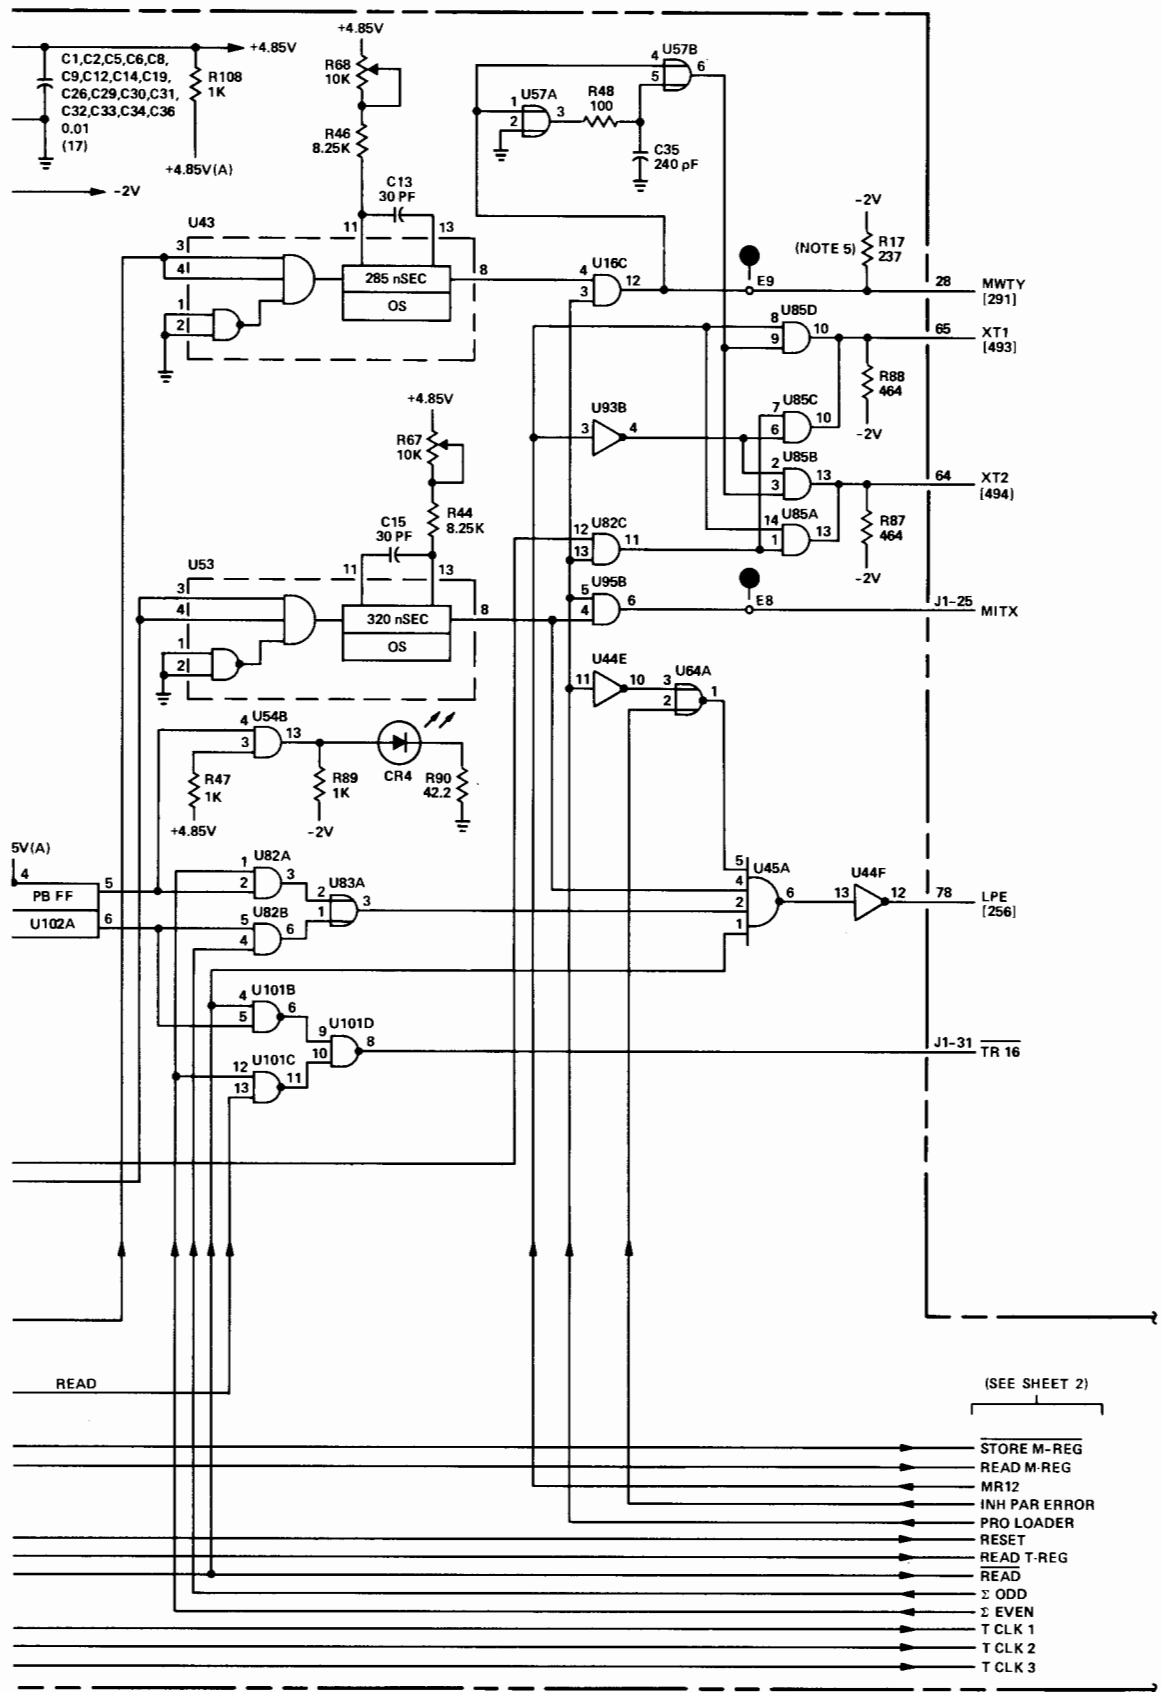 +4.85V
C1,C2,C5,C6,C8,
C9,C12,C14,C19,
C26,C29,C30,C31,
C32,C33,C34,C36
0.01
(17)
R108
1K
+4.85V(A)
-2V
+4.85V
R68
10K
R46
8.25K
C13
30 PF
11
13
U43
3
4
1
2
285 nSEC
OS
8
U57B
4
5
6
U57A
1
2
3
R48
100
C35
240 pF
U16C
4
3
12
E9
(NOTE 5)
-2V
R17
237
28
MWTY
[291]
U85D
8
9
10
65
XT1
[493]
R88
464
-2V
U93B
3
4
U85C
7
6
10
U85B
2
3
13
64
XT2
[494]
U85A
14
1
13
R87
464
-2V
+4.85V
R67
10K
R44
8.25K
C15
30 PF
11
13
U53
3
4
1
2
320 nSEC
OS
8
U82C
12
13
11
U95B
5
4
6
E8
J1-25
MITX
U44E
11
10
U64A
3
2
1
U54B
4
3
13
R47
1K
+4.85V
R89
1K
-2V
CR4
R90
42.2
5V(A)
4
PB FF
U102A
5
6
U82A
1
2
3
U83A
2
1
3
U82B
5
4
6
U45A
5
4
2
1
6
U44F
13
12
78
LPE
[256]
U101B
4
5
6
U101D
9
10
8
J1-31
TR 16
U101C
12
13
11
READ
(SEE SHEET 2)
STORE M-REG
READ M-REG
MR12
INH PAR ERROR
PRO LOADER
RESET
READ T-REG
READ
Σ ODD
Σ EVEN
T CLK 1
T CLK 2
T CLK 3